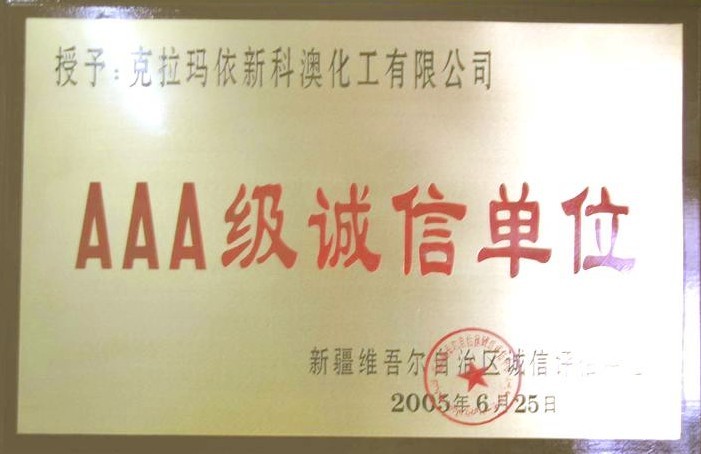 授予：克拉玛依新科澳化工有限公司
AAA级诚信单位
新疆维吾尔自治区诚信评
2005年6月25日